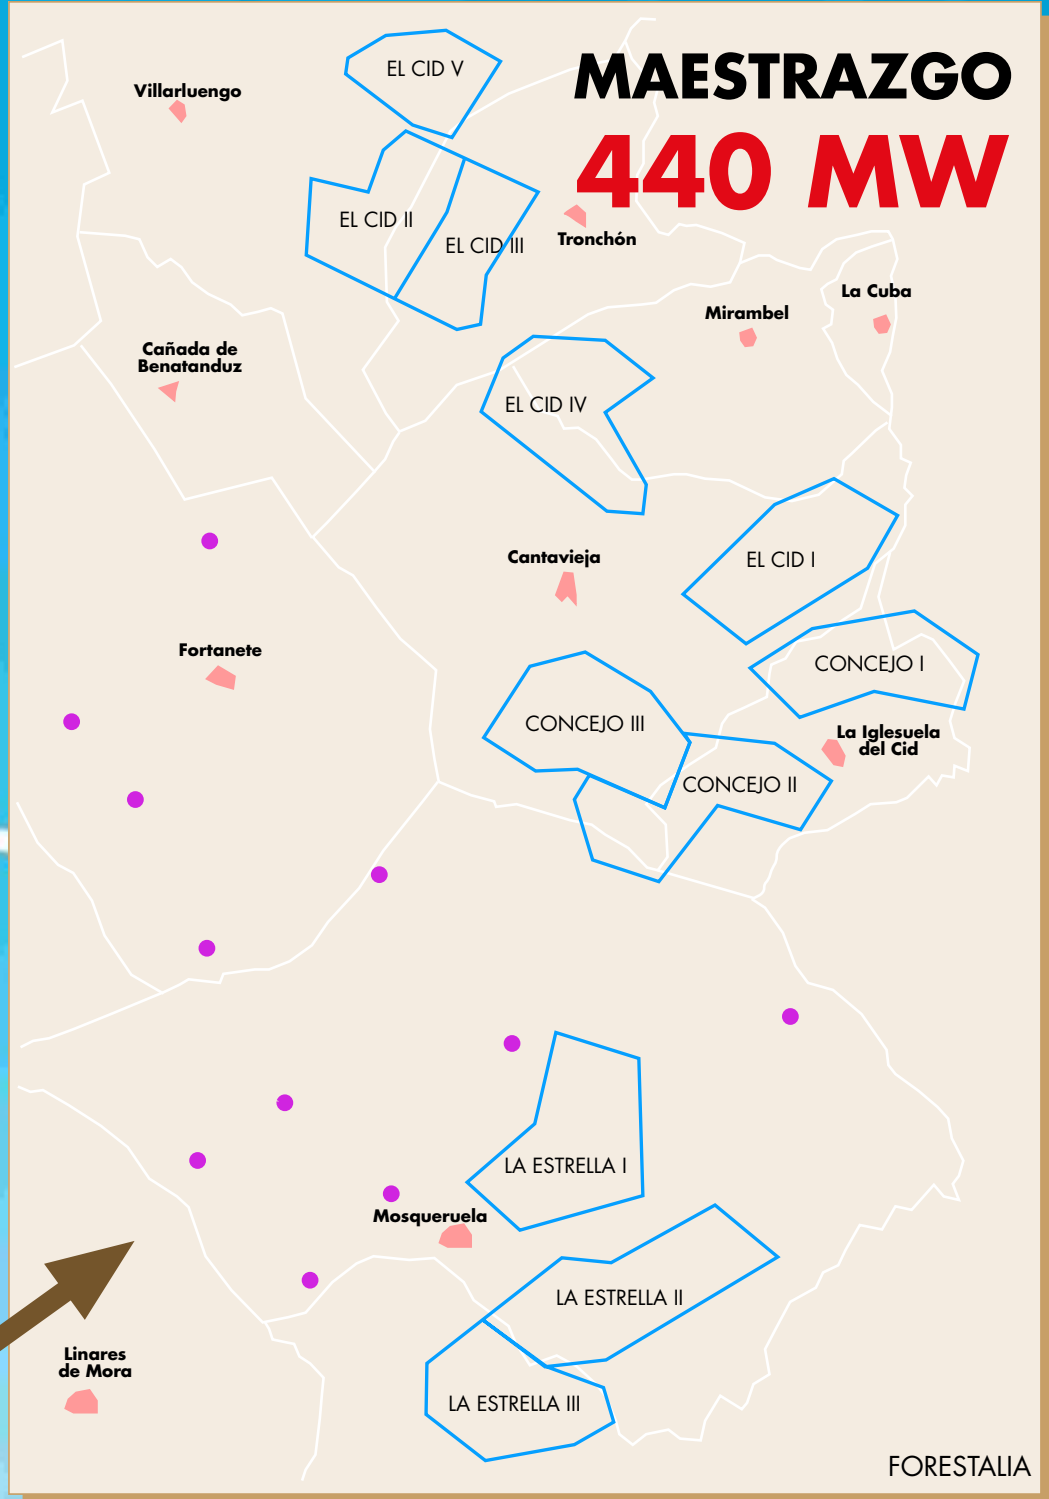 MAESTRAZGO
440 MW
EL CID V
Villarluengo
EL CID II
EL CID III
Tronchón
La Cuba
Mirambel
Cañada de
Benatanduz
EL CID IV
Cantavieja
EL CID I
Fortanete
CONCEJO I
CONCEJO III
La Iglesuela
del Cid
CONCEJO II
LA ESTRELLA I
Mosqueruela
LA ESTRELLA II
Linares
de Mora
LA ESTRELLA III
FORESTALIA